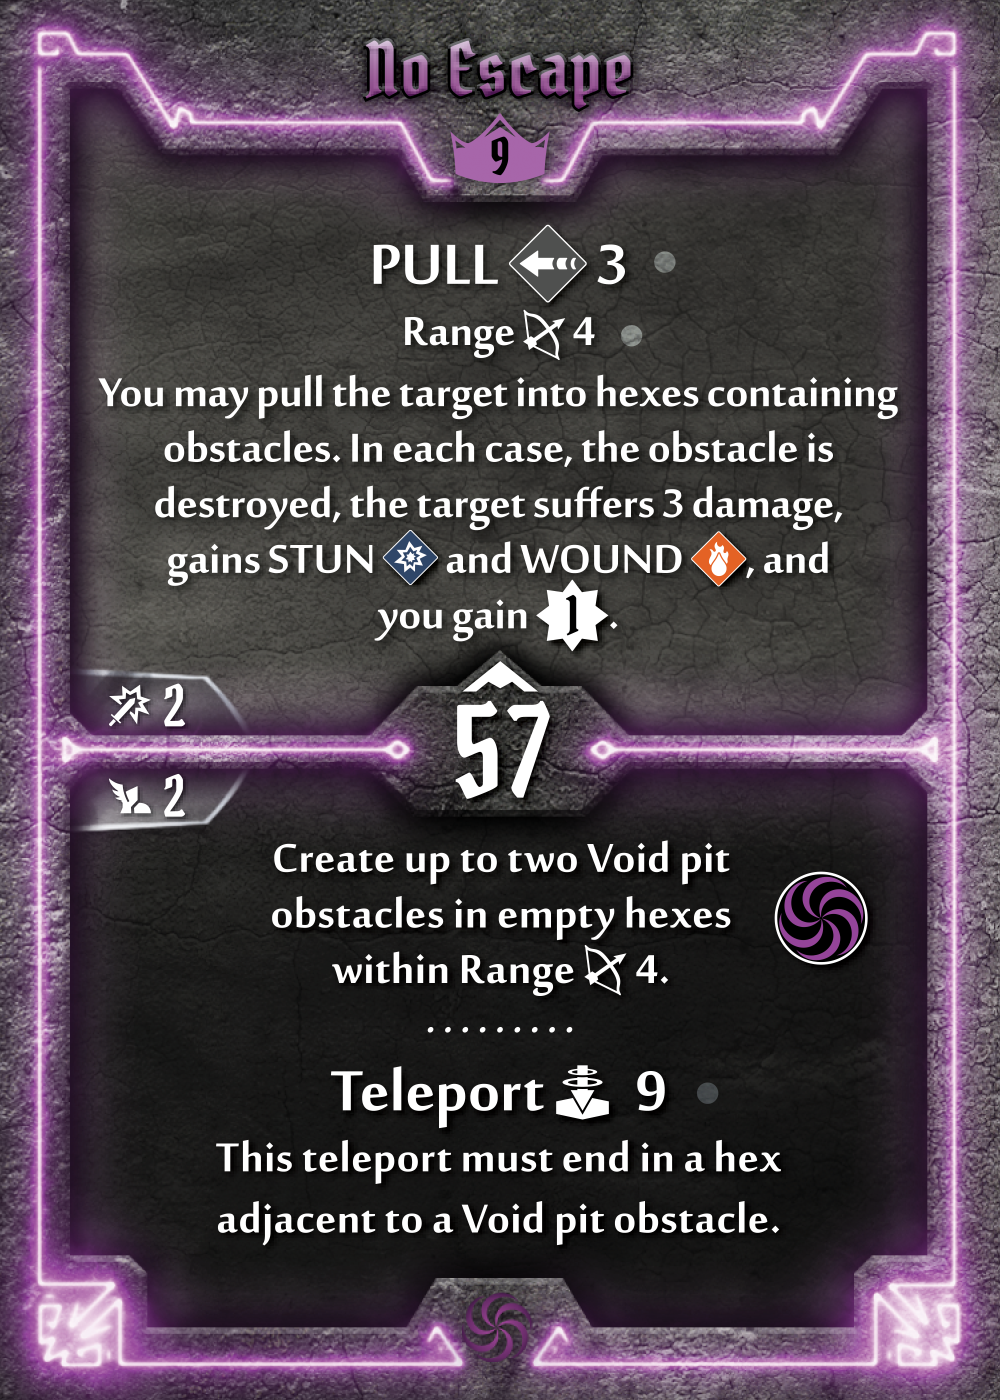 No Escape
9
PULL 3
Range 4
You may pull the target into hexes containing
obstacles. In each case, the obstacle is
destroyed, the target suffers 3 damage,
gains STUN and WOUND , and
you gain 1 .
2
57
2
Create up to two Void pit
obstacles in empty hexes
within Range 4.
.........
Teleport 9
This teleport must end in a hex
adjacent to a Void pit obstacle.